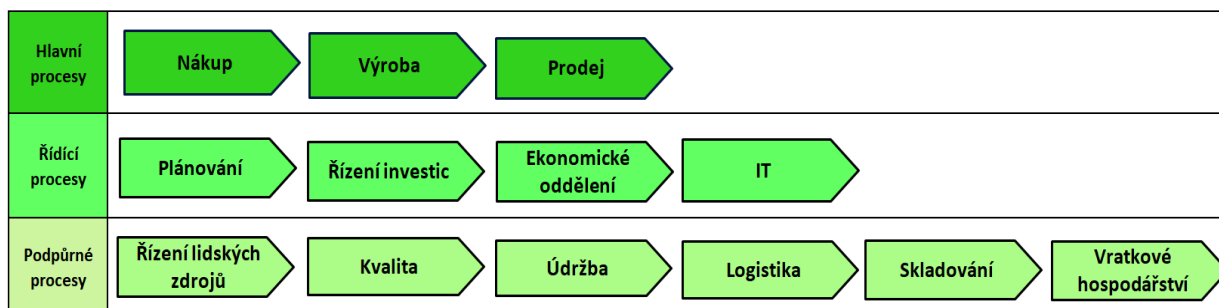 Hlavní
procesy
Nákup
Výroba
Prodej
Řídící
procesy
Plánování
Řízení investic
Ekonomické
oddělení
IT
Podpůrné
procesy
Řízení lidských
zdrojů
Kvalita
Údržba
Logistika
Skladování
Vratkové
hospodářství